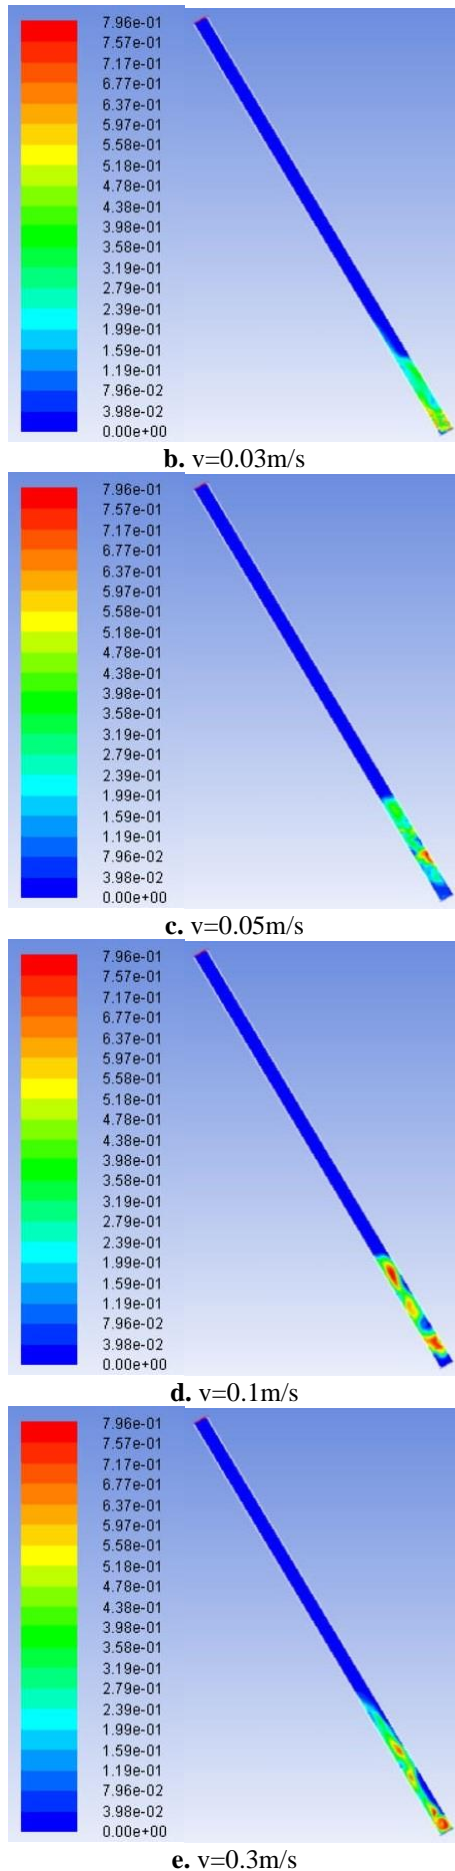 7.96e-01
7.57e-01
7.17e-01
6.77e-01
6.37e-01
5.97e-01
5.58e-01
5.18e-01
4.78e-01
4.38e-01
3.98e-01
3.58e-01
3.19e-01
2.79e-01
2.39e-01
1.99e-01
1.59e-01
1.19e-01
7.96e-02
3.98e-02
0.00e+00
b. v=0.03m/s
7.96e-01
7.57e-01
7.17e-01
6.77e-01
6.37e-01
5.97e-01
5.58e-01
5.18e-01
4.78e-01
4.38e-01
3.98e-01
3.58e-01
3.19e-01
2.79e-01
2.39e-01
1.99e-01
1.59e-01
1.19e-01
7.96e-02
3.98e-02
0.00e+00
c. v=0.05m/s
7.96e-01
7.57e-01
7.17e-01
6.77e-01
6.37e-01
5.97e-01
5.58e-01
5.18e-01
4.78e-01
4.38e-01
3.98e-01
3.58e-01
3.19e-01
2.79e-01
2.39e-01
1.99e-01
1.59e-01
1.19e-01
7.96e-02
3.98e-02
0.00e+00
d. v=0.1m/s
7.96e-01
7.57e-01
7.17e-01
6.77e-01
6.37e-01
5.97e-01
5.58e-01
5.18e-01
4.78e-01
4.38e-01
3.98e-01
3.58e-01
3.19e-01
2.79e-01
2.39e-01
1.99e-01
1.59e-01
1.19e-01
7.96e-02
3.98e-02
0.00e+00
e. v=0.3m/s